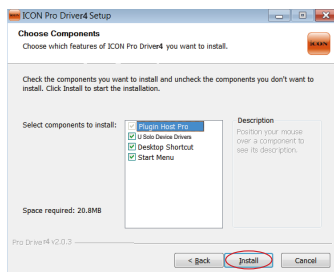 ICON Pro Driver4 Setup
Choose Components
Choose which features of ICON Pro Driver4 you want to install.
ICON
Check the components you want to install and uncheck the components you don't want to
install. Click Install to start the installation.
Select components to install:
Plugin Host Pro
U Solo Device Drivers
Desktop Shortcut
Start Menu
Description
Position your mouse
over a component to
see its description.
Space required: 20.8MB
Pro Driver4 v2.0.3
< Back
Install
Cancel